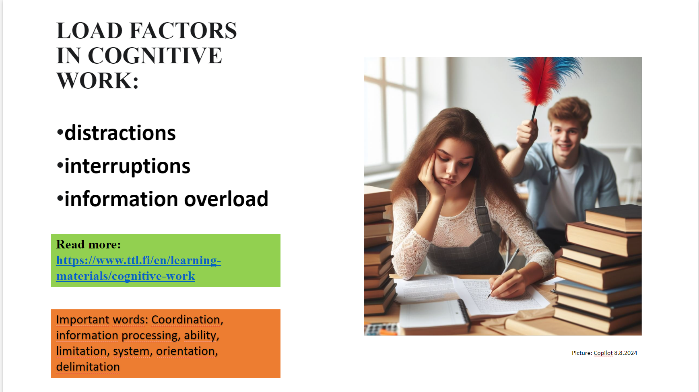 LOAD FACTORS
IN COGNITIVE
WORK:
•distractions
•interruptions
•information overload
Read more:
https://www.ttl.fi/en/learning-
materials/cognitive-work
Important words: Coordination,
information processing, ability,
limitation, system, orientation,
delimitation
Picture: Copilot 8.8.2024